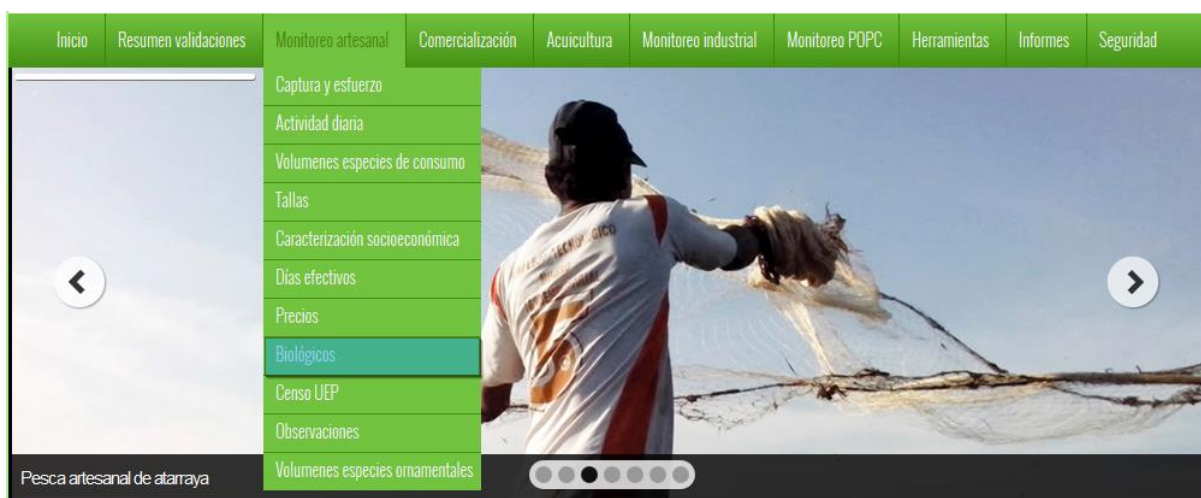 Inicio
Resumen validaciones
Monitoreo artesanal
Comercialización
Acuicultura
Monitoreo industrial
Monitoreo POPC
Herramientas
Informes
Seguridad
Captura y esfuerzo
Actividad diaria
Volumenes especies de consumo
Tallas
Caracterización socioeconómica
Días efectivos
Precios
Biológicos
Censo UEP
Observaciones
Volumenes especies ornamentales
Pesca artesanal de atarraya